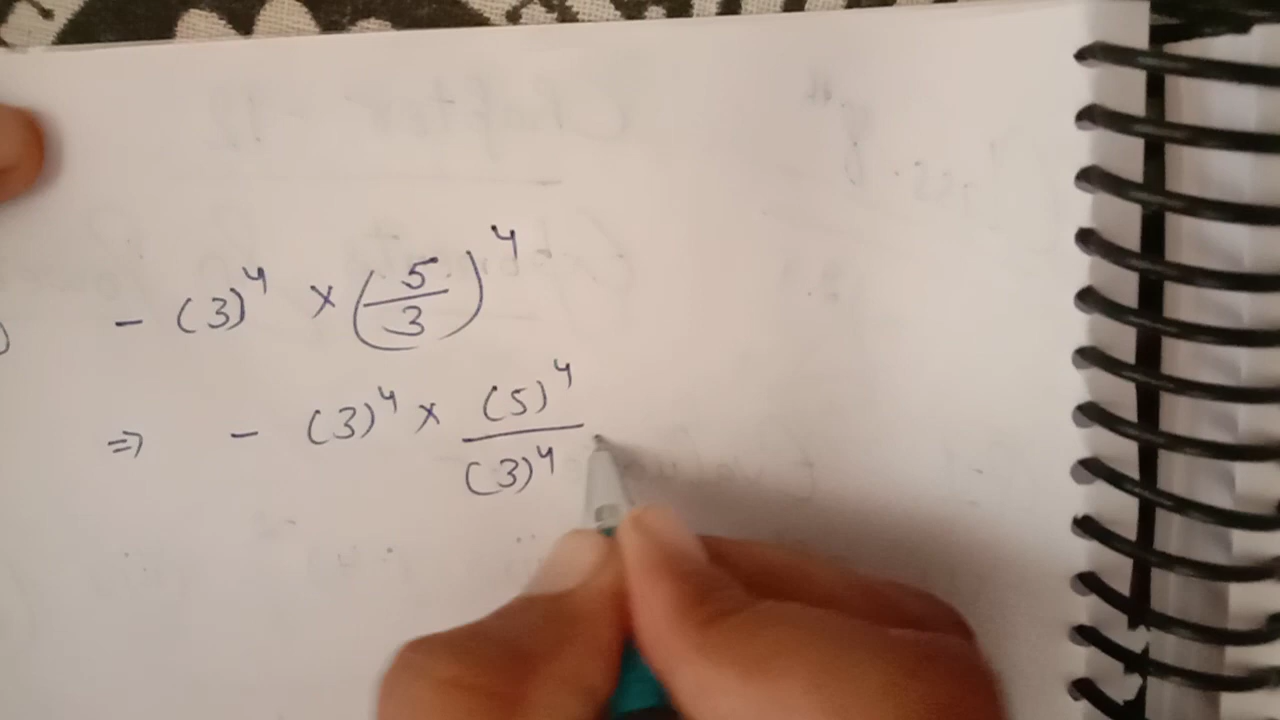 ) - (3)⁴ × (5/3)⁴
⇒ - (3)⁴ × (5)⁴/(3)⁴